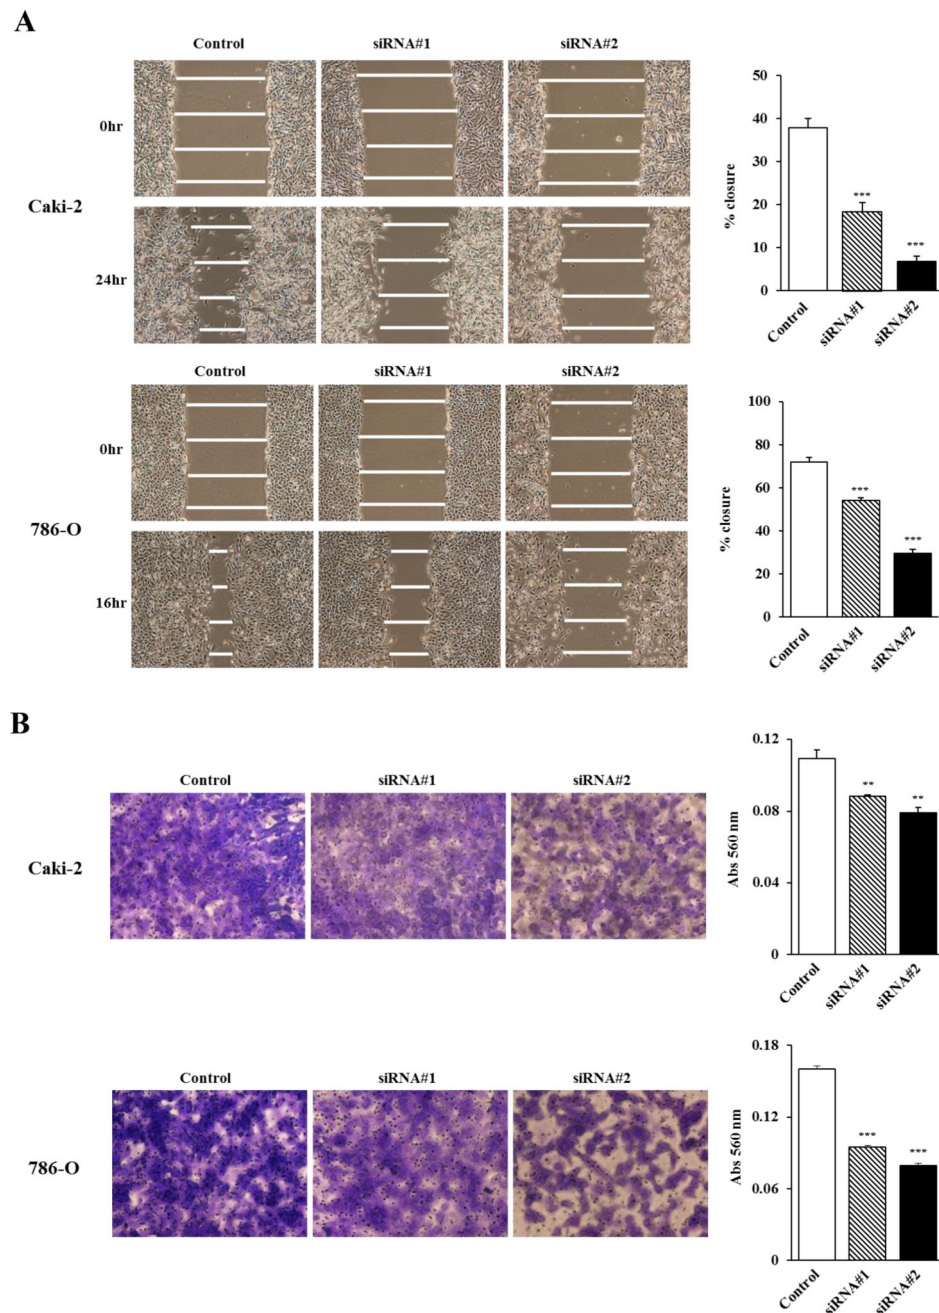 A
Control siRNA#1 siRNA#2
0hr
Caki-2
24hr
50
40
30
20
10
0
% closure
***
***
Control siRNA#1 siRNA#2
Control siRNA#1 siRNA#2
0hr
786-O
16hr
100
80
60
40
20
0
% closure
***
***
Control siRNA#1 siRNA#2
B
Control siRNA#1 siRNA#2
Caki-2
0.12
0.08
0.04
0
Abs 560 nm
**
**
Control siRNA#1 siRNA#2
Control siRNA#1 siRNA#2
786-O
0.18
0.12
0.06
0
Abs 560 nm
***
***
Control siRNA#1 siRNA#2